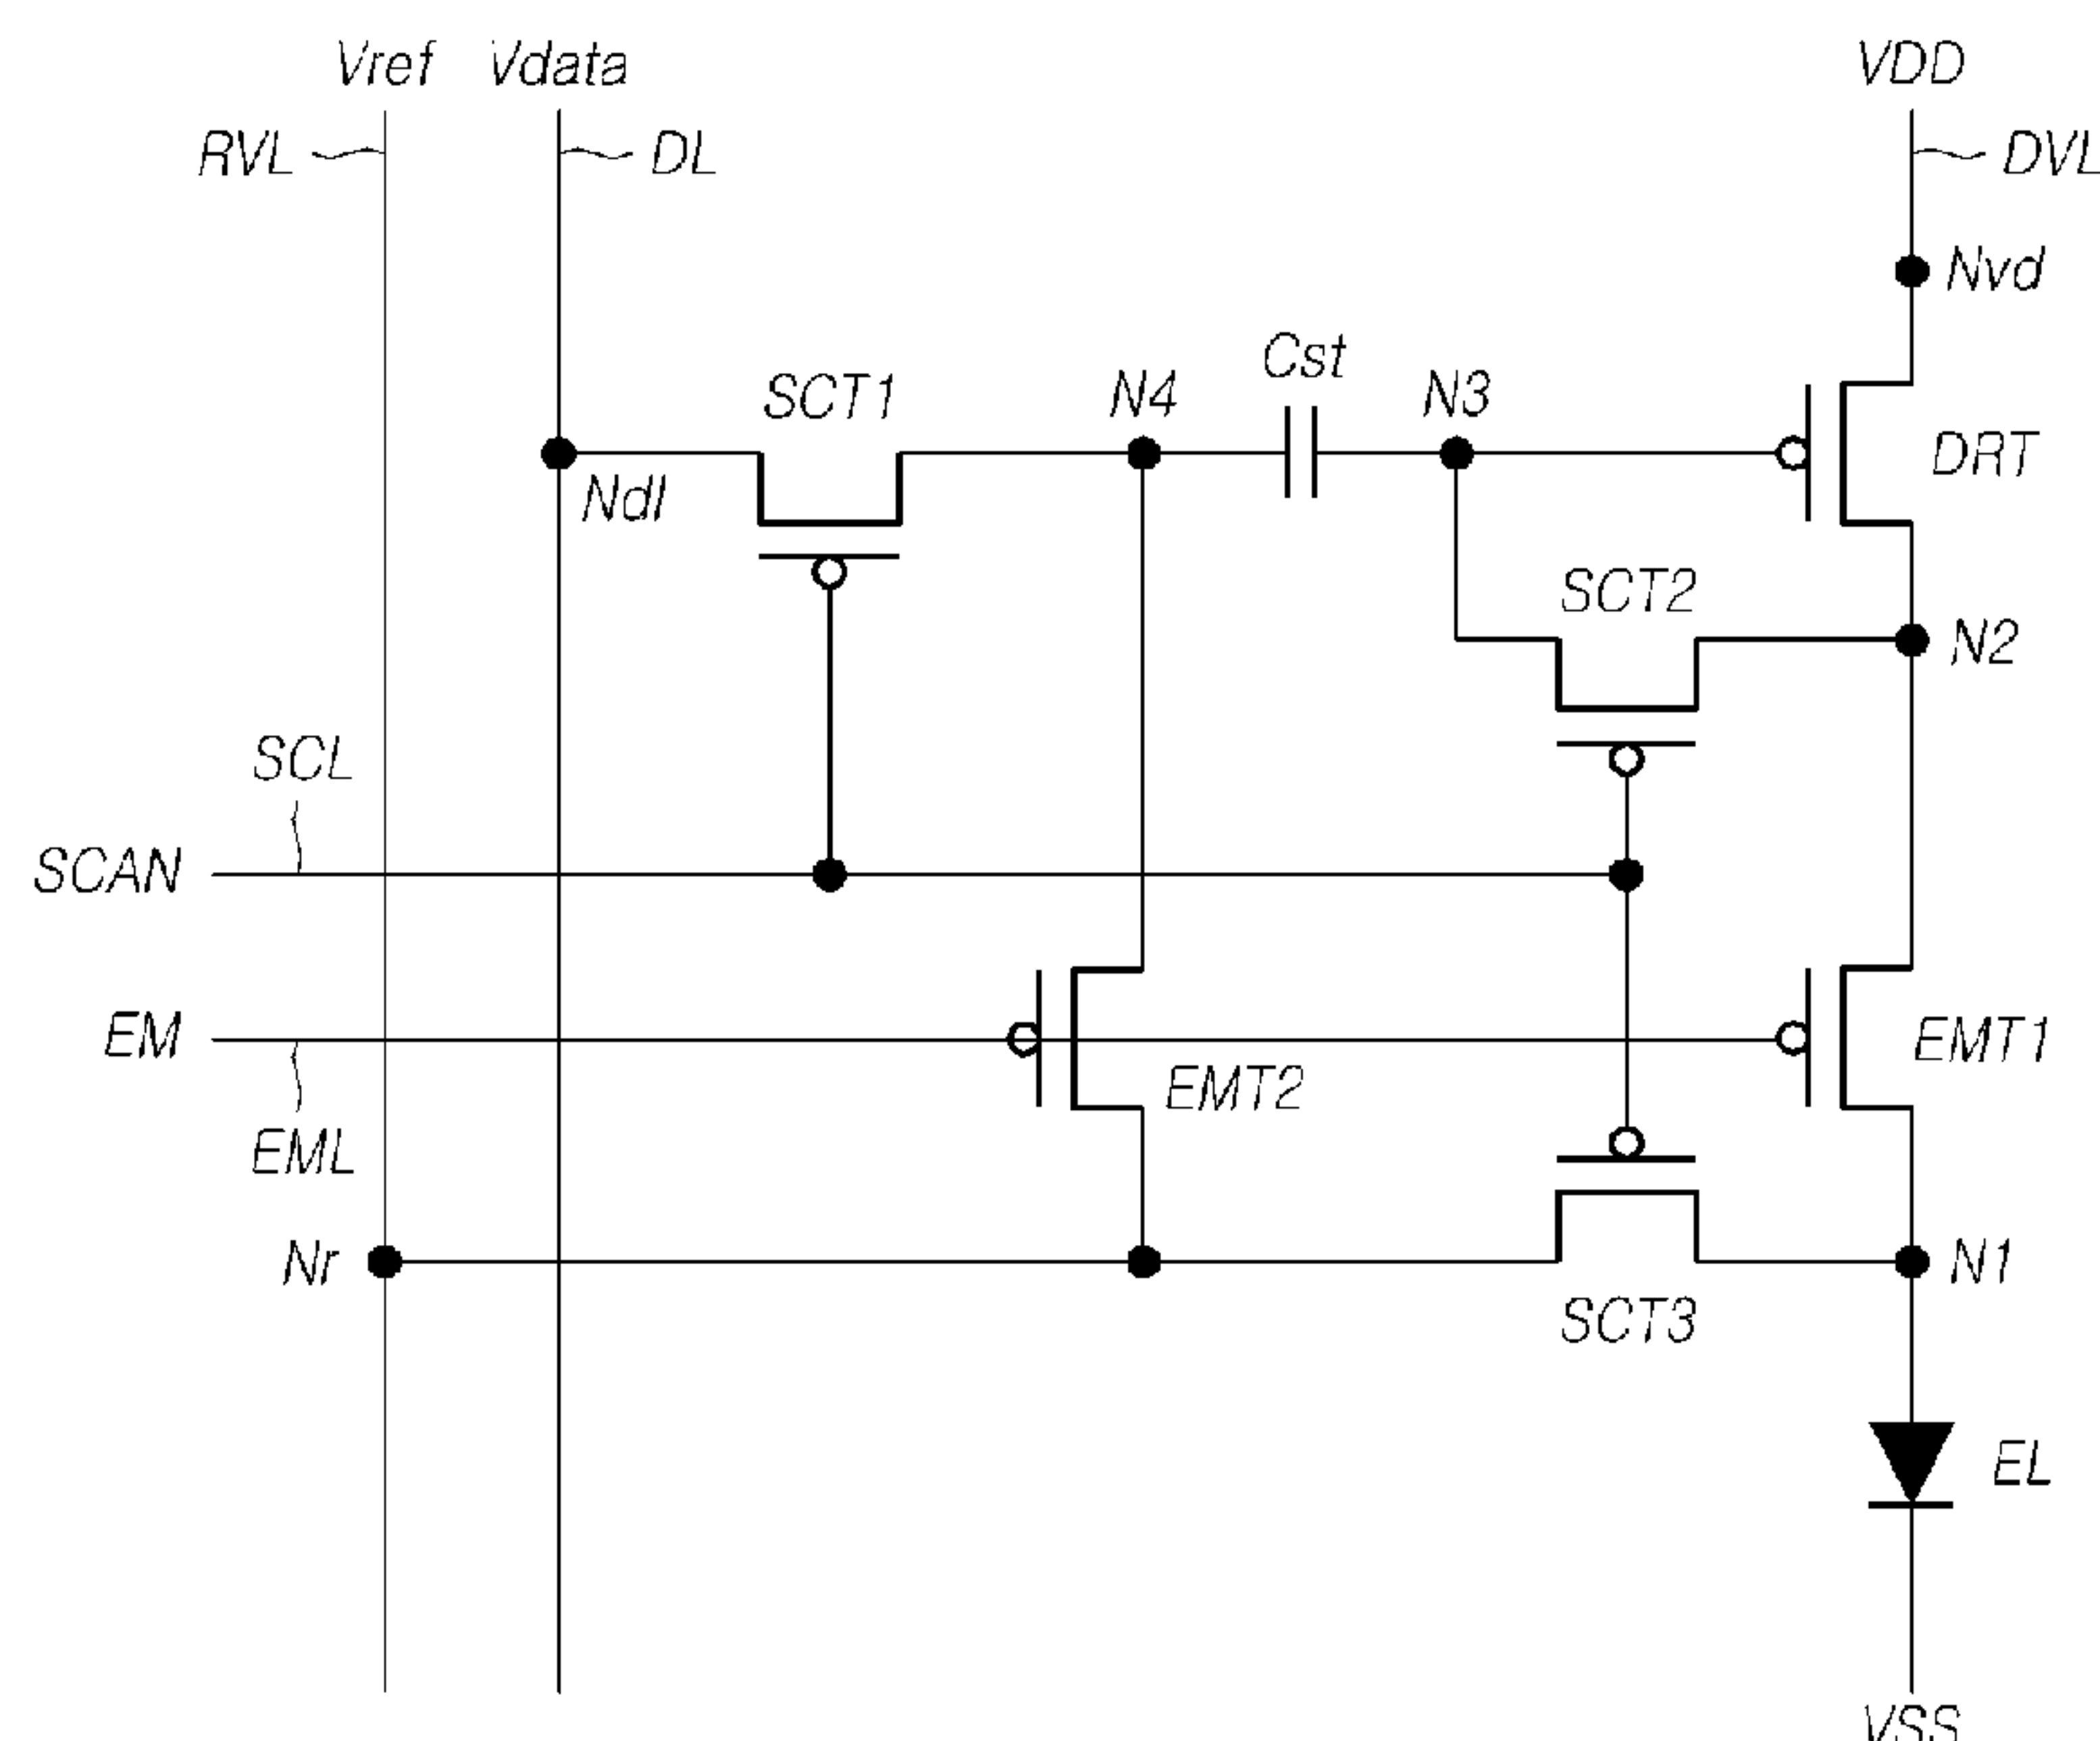 Vref Vdata VDD
RVL DL DVL
Nvd
Cst
SCT1 N4 N3
DRT
Ndl
SCT2
N2
SCL
SCAN
EM EMT1
EMT2
EML
Nr N1
SCT3
EL
VSS